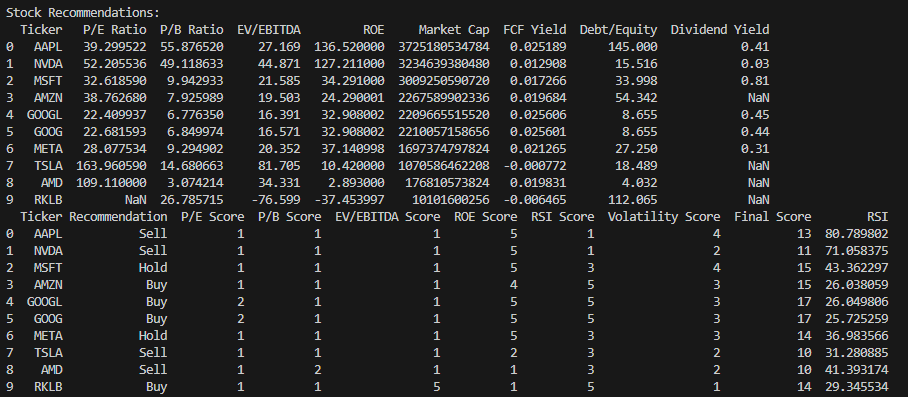 Stock Recommendations:
Ticker P/E Ratio P/B Ratio EV/EBITDA ROE Market Cap FCF Yield Debt/Equity Dividend Yield
0 AAPL 39.299522 55.876520 27.169 136.520000 3725180534784 0.025189 145.000 0.41
1 NVDA 52.205536 49.118633 44.871 127.211000 3234639380480 0.012908 15.516 0.03
2 MSFT 32.618590 9.942933 21.585 34.291000 3009250590720 0.017266 33.998 0.81
3 AMZN 38.762680 7.925989 19.503 24.290001 2267589902336 0.019684 54.342 NaN
4 GOOGL 22.409937 6.776350 16.391 32.908002 2209665515520 0.025606 8.655 0.45
5 GOOG 22.681593 6.849974 16.571 32.908002 2210057158656 0.025601 8.655 0.44
6 META 28.077534 9.294902 20.352 37.140998 1697374797824 0.021265 27.250 0.31
7 TSLA 163.960590 14.680663 81.705 10.420000 1070586462208 -0.000772 18.489 NaN
8 AMD 109.110000 3.074214 34.331 2.893000 176810573824 0.019831 4.032 NaN
9 RKLB NaN 26.785715 -76.599 -37.453997 10101600256 -0.006465 112.065 NaN
Ticker Recommendation P/E Score P/B Score EV/EBITDA Score ROE Score RSI Score Volatility Score Final Score RSI
0 AAPL Sell 1 1 1 5 1 4 13 80.789802
1 NVDA Sell 1 1 1 5 1 2 11 71.058375
2 MSFT Hold 1 1 1 5 3 4 15 43.362297
3 AMZN Buy 1 1 1 4 5 3 15 26.038059
4 GOOGL Buy 2 1 1 5 5 3 17 26.049806
5 GOOG Buy 2 1 1 5 5 3 17 25.725259
6 META Hold 1 1 1 5 3 3 14 36.983566
7 TSLA Sell 1 1 1 2 3 2 10 31.280885
8 AMD Sell 1 2 1 1 3 2 10 41.393174
9 RKLB Buy 1 1 5 1 5 1 14 29.345534